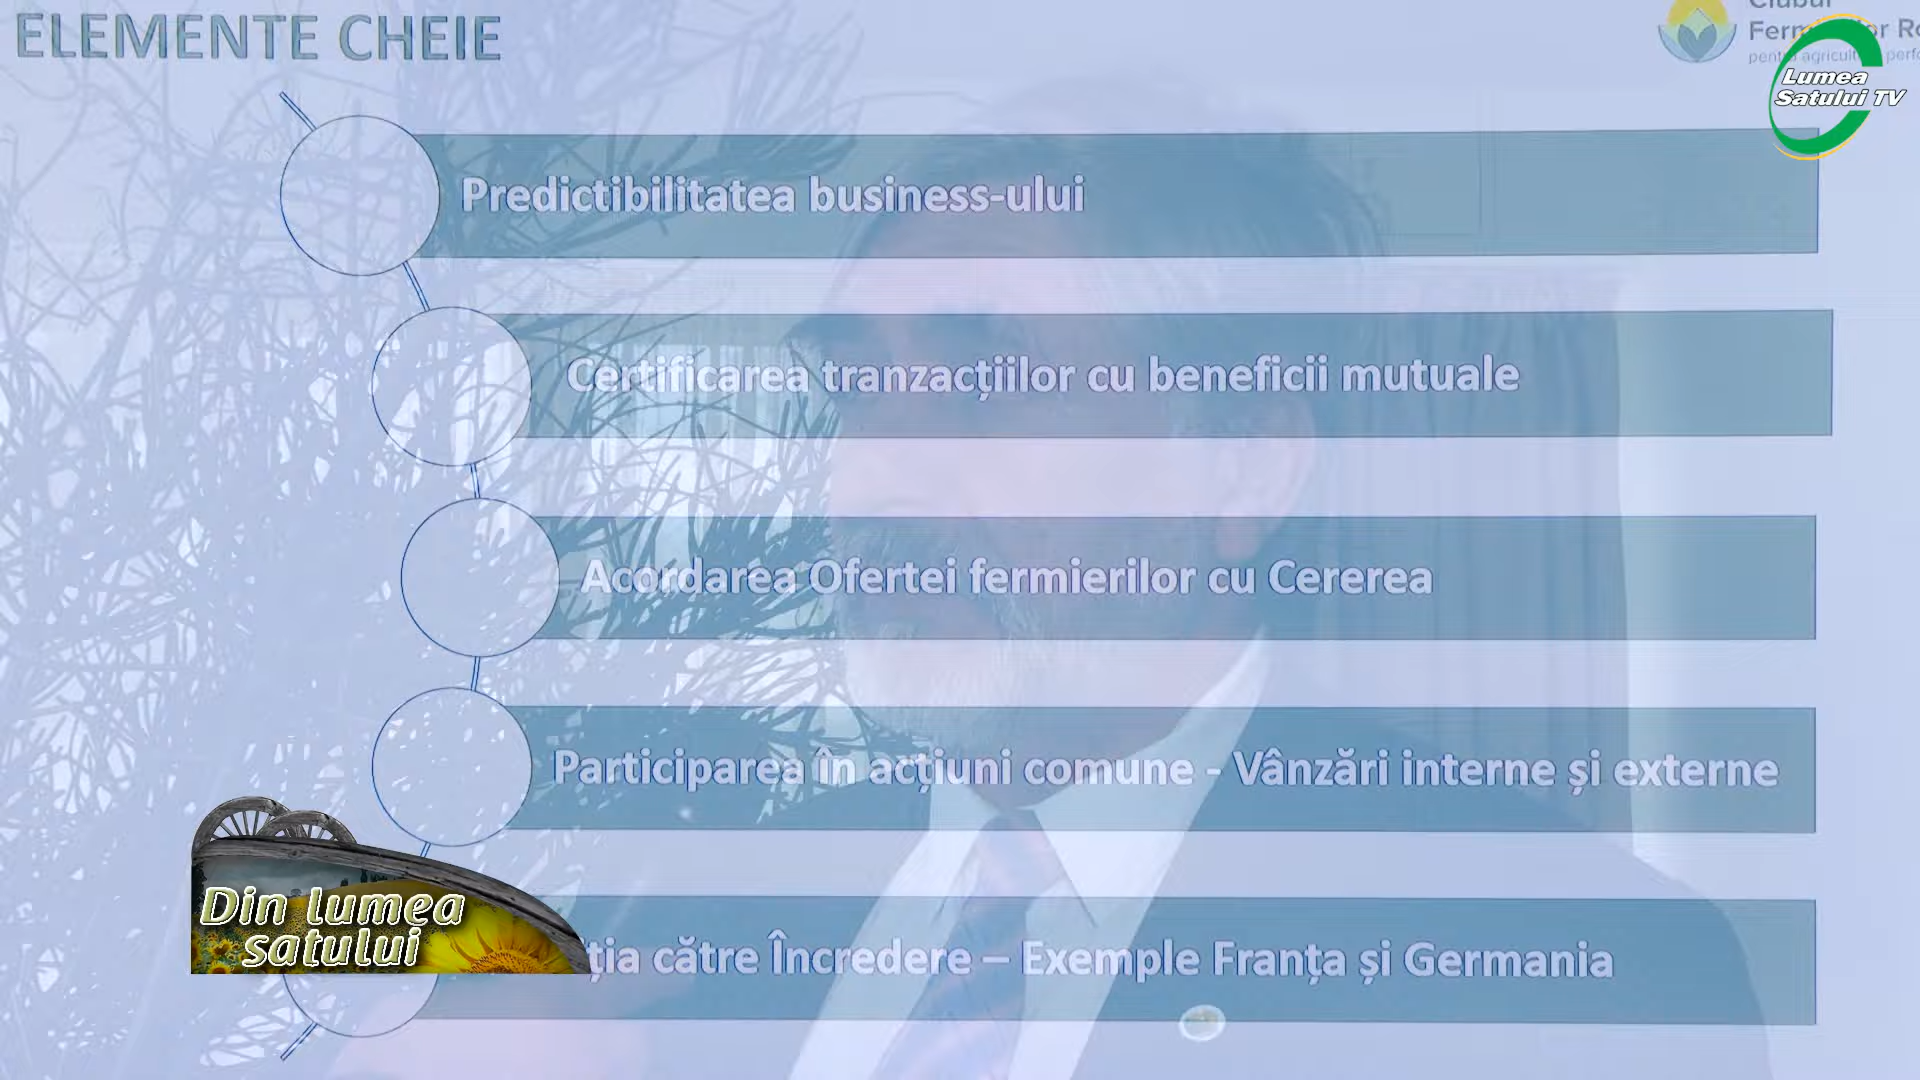 ELEMENTE CHEIE
Clubul
Lumea
Satului TV
Predictibilitatea business-ului
Certificarea tranzacțiilor cu beneficii mutuale
Acordarea Ofertei fermierilor cu Cererea
Participarea în acțiuni comune - Vânzări interne și externe
către Încredere – Exemple Franța și Germania
Din lumea
satului